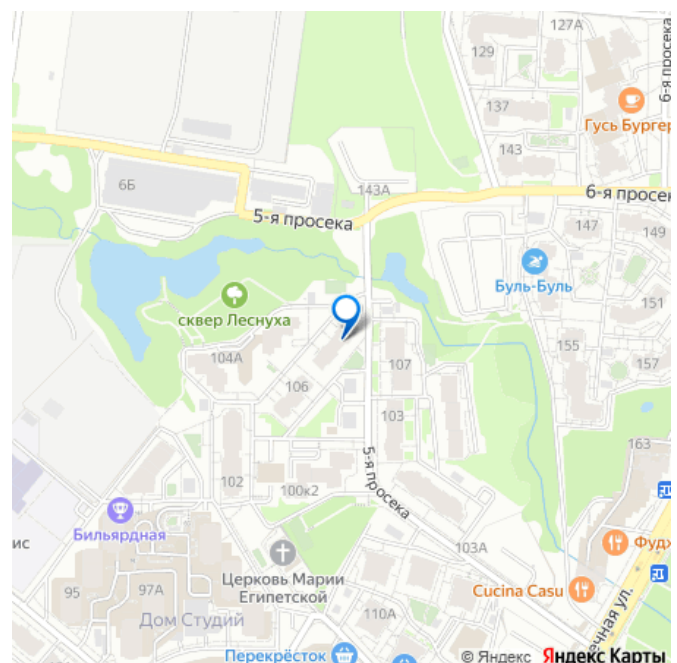 127А
129
6-я просека
137
Гусь Бургер
143
6Б
143А
6-я просек
5-я просека
147
149
Буль-Буль
сквер Леснуха
151
104А
155
107
157
106
103
163
5-я просека
102
100к2
Бильярдная
ис
103А
Фудж
Церковь Марии
Египетской
95
97А
Cucina Casu
110А
Дом Студий
ечная ул.
Перекрёсток
© Яндекс Яндекс Карты